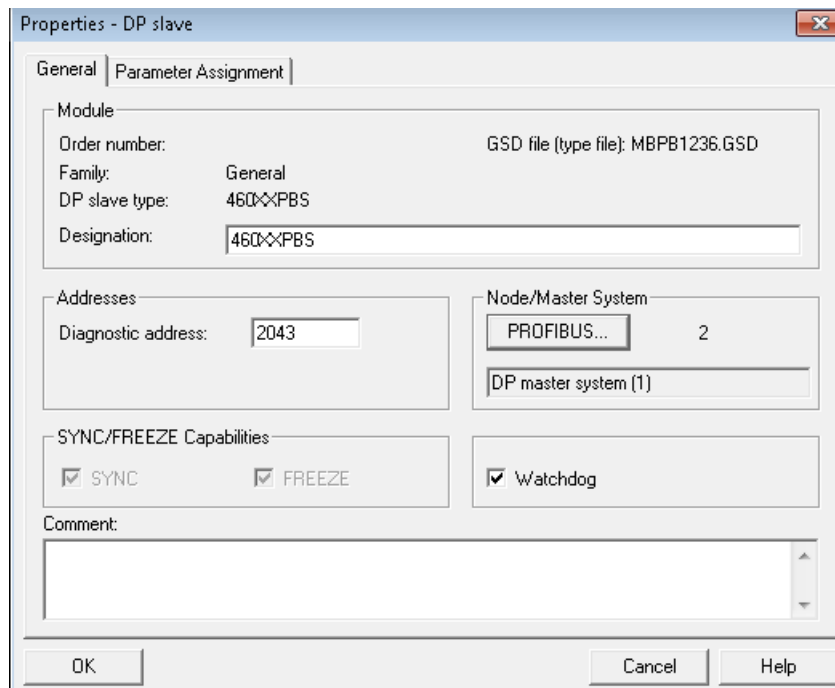 Properties - DP slave
General Parameter Assignment
Module
Order number: GSD file (type file): MBPB1236.GSD
Family: General
DP slave type: 460XXPBS
Designation: 460XXPBS
Addresses
Diagnostic address: 2043
Node/Master System
PROFIBUS... 2
DP master system (1)
SYNC/FREEZE Capabilities
SYNC FREEZE
Watchdog
Comment:
OK Cancel Help